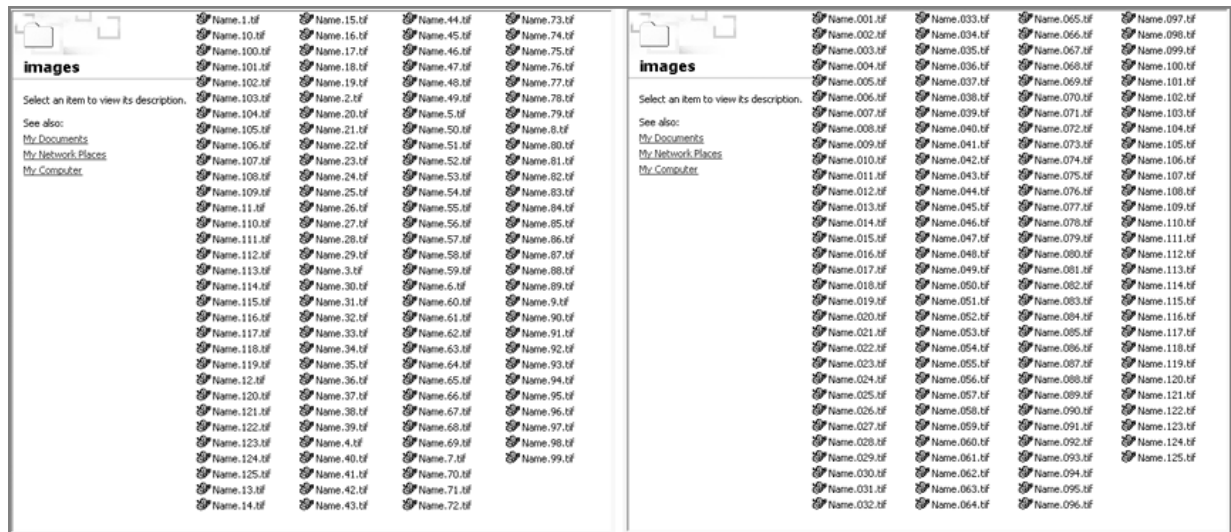 images
Select an item to view its description.
See also:
My Documents
My Network Places
My Computer
Name.1.tif
Name.10.tif
Name.100.tif
Name.101.tif
Name.102.tif
Name.103.tif
Name.104.tif
Name.105.tif
Name.106.tif
Name.107.tif
Name.108.tif
Name.109.tif
Name.11.tif
Name.110.tif
Name.111.tif
Name.112.tif
Name.113.tif
Name.114.tif
Name.115.tif
Name.116.tif
Name.117.tif
Name.118.tif
Name.119.tif
Name.12.tif
Name.120.tif
Name.121.tif
Name.122.tif
Name.123.tif
Name.124.tif
Name.125.tif
Name.13.tif
Name.14.tif
Name.15.tif
Name.16.tif
Name.17.tif
Name.18.tif
Name.19.tif
Name.2.tif
Name.20.tif
Name.21.tif
Name.22.tif
Name.23.tif
Name.24.tif
Name.25.tif
Name.26.tif
Name.27.tif
Name.28.tif
Name.29.tif
Name.3.tif
Name.30.tif
Name.31.tif
Name.32.tif
Name.33.tif
Name.34.tif
Name.35.tif
Name.36.tif
Name.37.tif
Name.38.tif
Name.39.tif
Name.4.tif
Name.40.tif
Name.41.tif
Name.42.tif
Name.43.tif
Name.44.tif
Name.45.tif
Name.46.tif
Name.47.tif
Name.48.tif
Name.49.tif
Name.5.tif
Name.50.tif
Name.51.tif
Name.52.tif
Name.53.tif
Name.54.tif
Name.55.tif
Name.56.tif
Name.57.tif
Name.58.tif
Name.59.tif
Name.6.tif
Name.60.tif
Name.61.tif
Name.62.tif
Name.63.tif
Name.64.tif
Name.65.tif
Name.66.tif
Name.67.tif
Name.68.tif
Name.69.tif
Name.7.tif
Name.70.tif
Name.71.tif
Name.72.tif
Name.73.tif
Name.74.tif
Name.75.tif
Name.76.tif
Name.77.tif
Name.78.tif
Name.79.tif
Name.8.tif
Name.80.tif
Name.81.tif
Name.82.tif
Name.83.tif
Name.84.tif
Name.85.tif
Name.86.tif
Name.87.tif
Name.88.tif
Name.89.tif
Name.9.tif
Name.90.tif
Name.91.tif
Name.92.tif
Name.93.tif
Name.94.tif
Name.95.tif
Name.96.tif
Name.97.tif
Name.98.tif
Name.99.tif
images
Select an item to view its description.
See also:
My Documents
My Network Places
My Computer
Name.001.tif
Name.002.tif
Name.003.tif
Name.004.tif
Name.005.tif
Name.006.tif
Name.007.tif
Name.008.tif
Name.009.tif
Name.010.tif
Name.011.tif
Name.012.tif
Name.013.tif
Name.014.tif
Name.015.tif
Name.016.tif
Name.017.tif
Name.018.tif
Name.019.tif
Name.020.tif
Name.021.tif
Name.022.tif
Name.023.tif
Name.024.tif
Name.025.tif
Name.026.tif
Name.027.tif
Name.028.tif
Name.029.tif
Name.030.tif
Name.031.tif
Name.032.tif
Name.033.tif
Name.034.tif
Name.035.tif
Name.036.tif
Name.037.tif
Name.038.tif
Name.039.tif
Name.040.tif
Name.041.tif
Name.042.tif
Name.043.tif
Name.044.tif
Name.045.tif
Name.046.tif
Name.047.tif
Name.048.tif
Name.049.tif
Name.050.tif
Name.051.tif
Name.052.tif
Name.053.tif
Name.054.tif
Name.055.tif
Name.056.tif
Name.057.tif
Name.058.tif
Name.059.tif
Name.060.tif
Name.061.tif
Name.062.tif
Name.063.tif
Name.064.tif
Name.065.tif
Name.066.tif
Name.067.tif
Name.068.tif
Name.069.tif
Name.070.tif
Name.071.tif
Name.072.tif
Name.073.tif
Name.074.tif
Name.075.tif
Name.076.tif
Name.077.tif
Name.078.tif
Name.079.tif
Name.080.tif
Name.081.tif
Name.082.tif
Name.083.tif
Name.084.tif
Name.085.tif
Name.086.tif
Name.087.tif
Name.088.tif
Name.089.tif
Name.090.tif
Name.091.tif
Name.092.tif
Name.093.tif
Name.094.tif
Name.095.tif
Name.096.tif
Name.097.tif
Name.098.tif
Name.099.tif
Name.100.tif
Name.101.tif
Name.102.tif
Name.103.tif
Name.104.tif
Name.105.tif
Name.106.tif
Name.107.tif
Name.108.tif
Name.109.tif
Name.110.tif
Name.111.tif
Name.112.tif
Name.113.tif
Name.114.tif
Name.115.tif
Name.116.tif
Name.117.tif
Name.118.tif
Name.119.tif
Name.120.tif
Name.121.tif
Name.122.tif
Name.123.tif
Name.124.tif
Name.125.tif